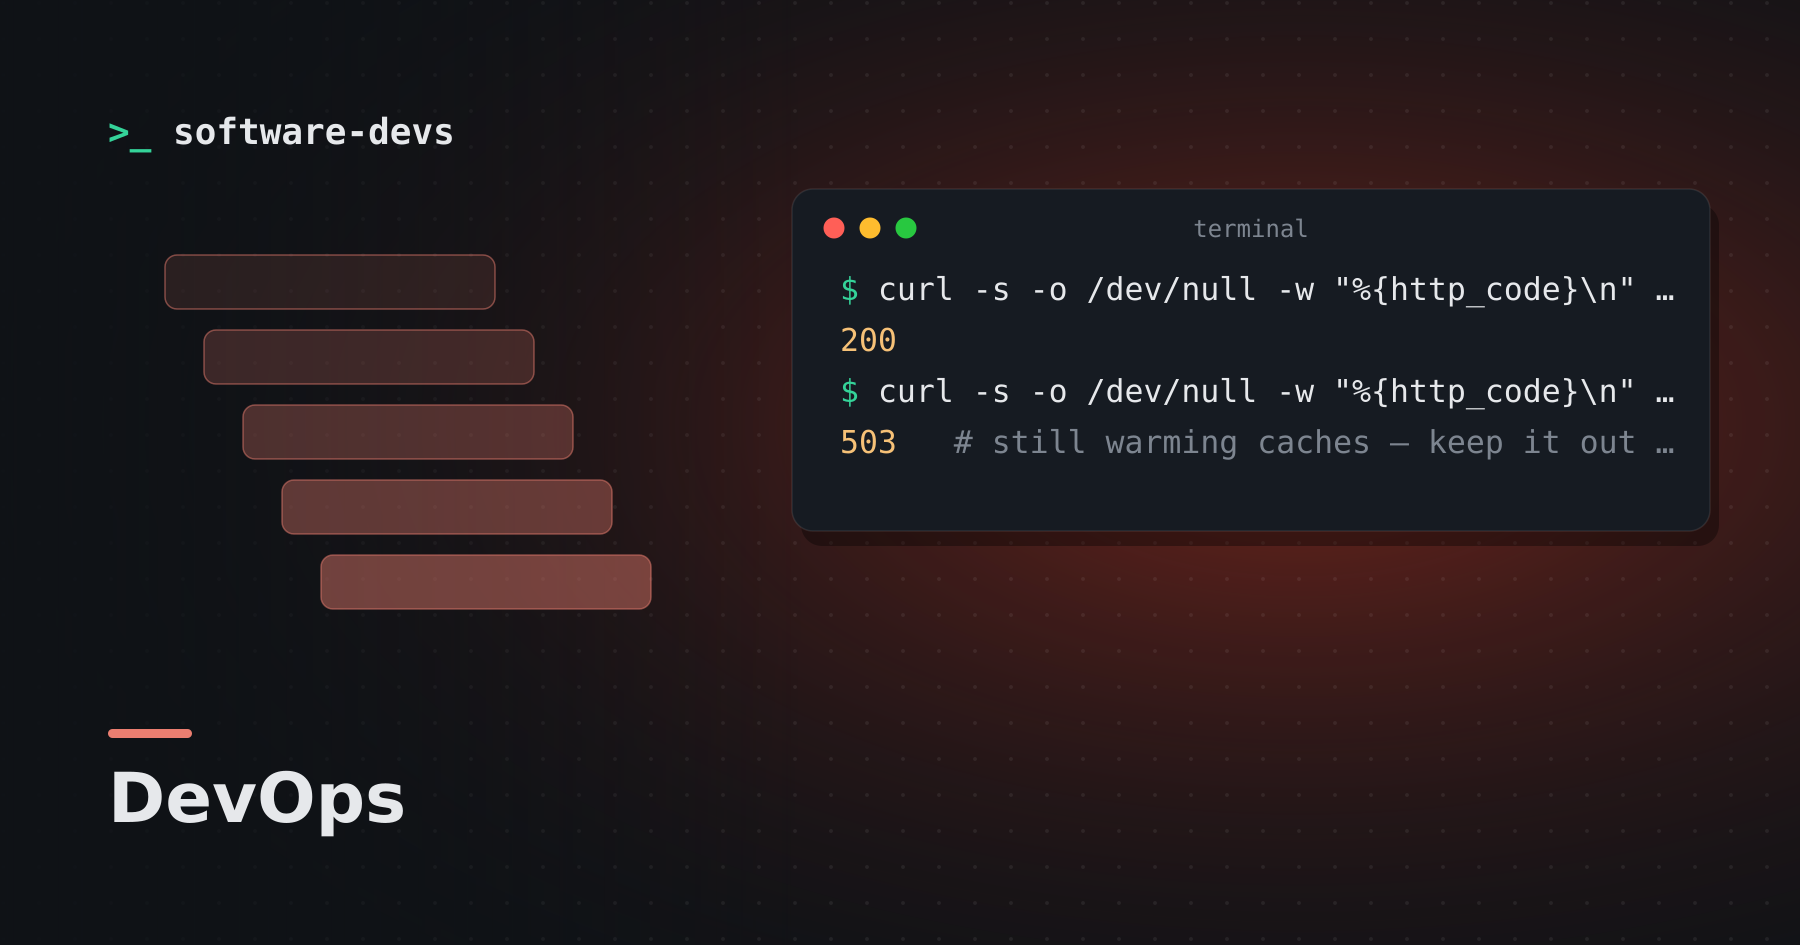 >_ software-devs
terminal
$ curl -s -o /dev/null -w "%{http_code}\n" …
200
$ curl -s -o /dev/null -w "%{http_code}\n" …
503   # still warming caches — keep it out …
DevOps